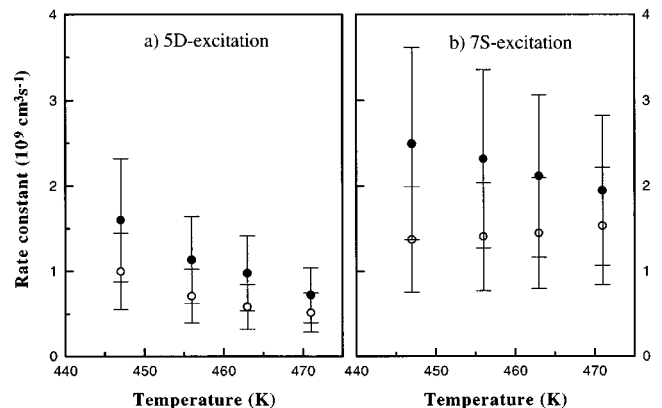 a) 5D-excitation
b) 7S-excitation
Rate constant (10⁹ cm³s⁻¹)
4
3
2
1
0
4
3
2
1
0
440 450 460 470
440 450 460 470
Temperature (K)
Temperature (K)